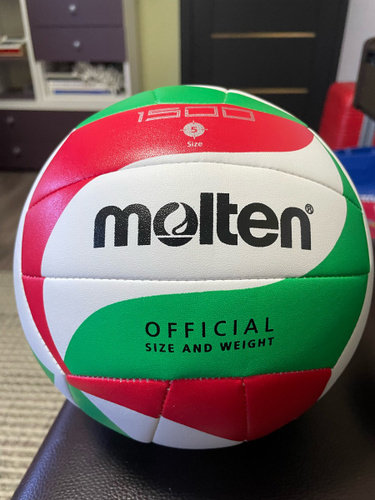 1500
5
Size
molten®
OFFICIAL
SIZE AND WEIGHT